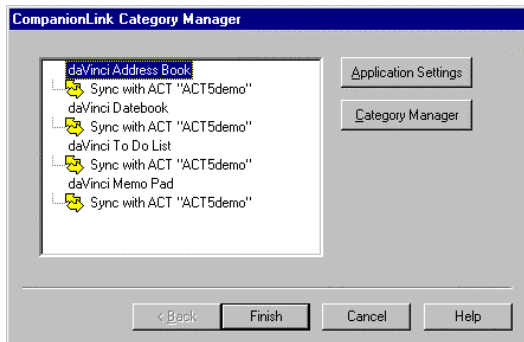 CompanionLink Category Manager
daVinci Address Book
Sync with ACT "ACT5demo"
daVinci Datebook
Sync with ACT "ACT5demo"
daVinci To Do List
Sync with ACT "ACT5demo"
daVinci Memo Pad
Sync with ACT "ACT5demo"
Application Settings
Category Manager
< Back
Finish
Cancel
Help